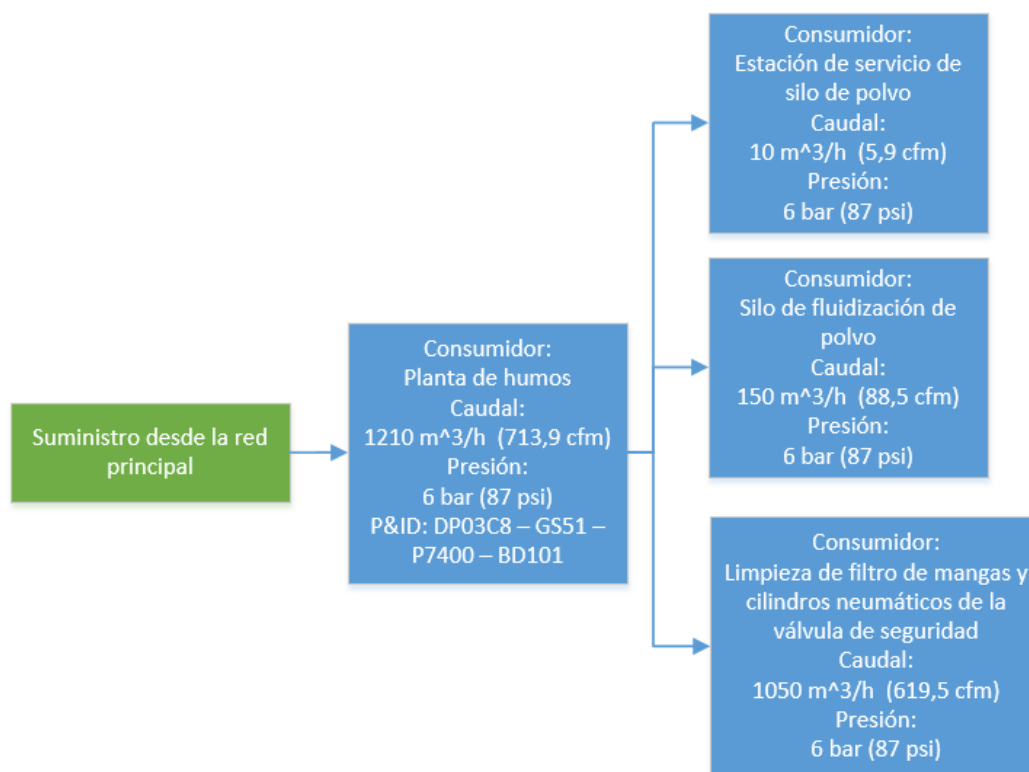 Suministro desde la red
principal
Consumidor:
Planta de humos
Caudal:
1210 m^3/h  (713,9 cfm)
Presión:
6 bar (87 psi)
P&ID: DP03C8 – GS51 –
P7400 – BD101
Consumidor:
Estación de servicio de
silo de polvo
Caudal:
10 m^3/h  (5,9 cfm)
Presión:
6 bar (87 psi)
Consumidor:
Silo de fluidización de
polvo
Caudal:
150 m^3/h  (88,5 cfm)
Presión:
6 bar (87 psi)
Consumidor:
Limpieza de filtro de mangas y
cilindros neumáticos de la
válvula de seguridad
Caudal:
1050 m^3/h  (619,5 cfm)
Presión:
6 bar (87 psi)